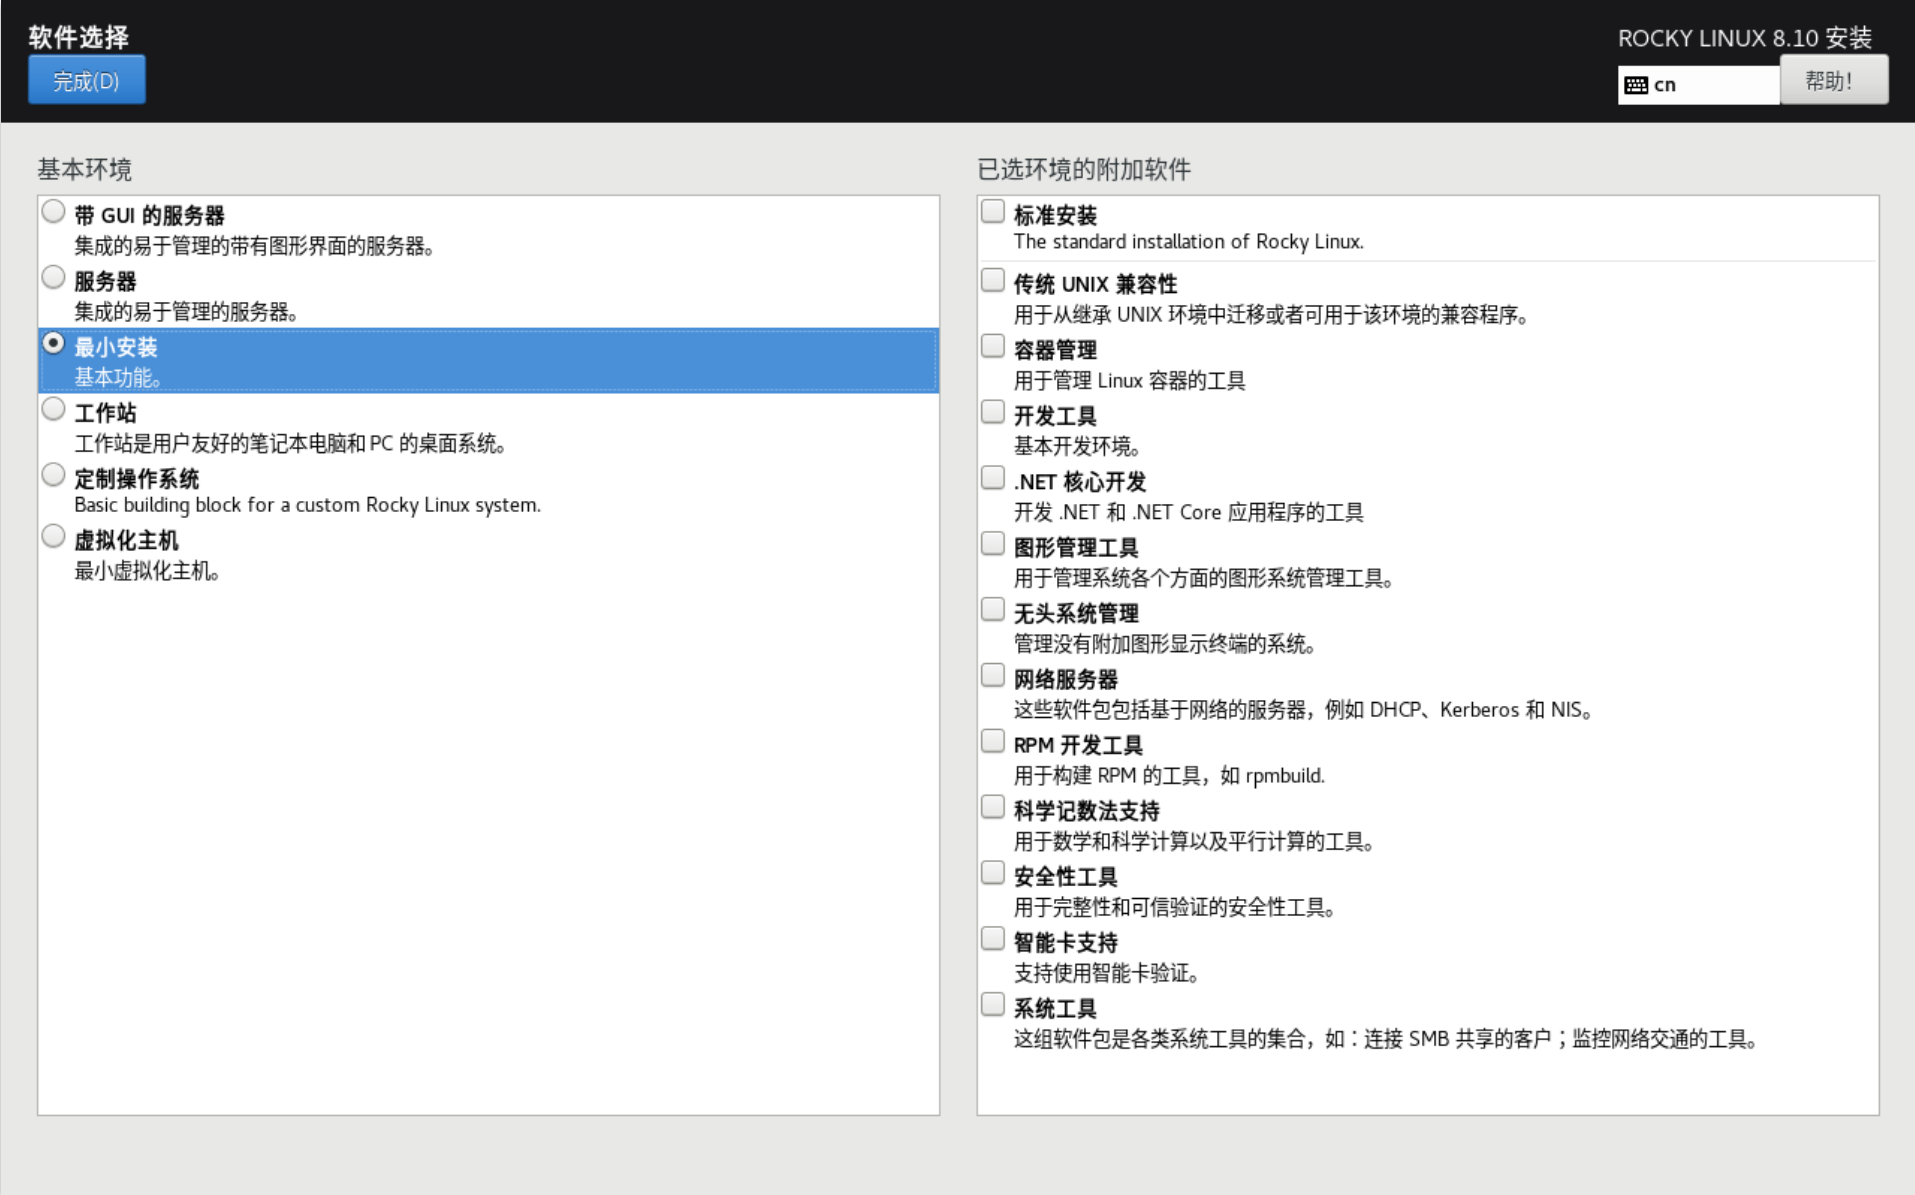 软件选择
完成(D)
ROCKY LINUX 8.10 安装
cn
帮助!
基本环境
带 GUI 的服务器
集成的易于管理的带有图形界面的服务器。
服务器
集成的易于管理的服务器。
最小安装
基本功能。
工作站
工作站是用户友好的笔记本电脑和 PC 的桌面系统。
定制操作系统
Basic building block for a custom Rocky Linux system.
虚拟化主机
最小虚拟化主机。
已选环境的附加软件
标准安装
The standard installation of Rocky Linux.
传统 UNIX 兼容性
用于从继承 UNIX 环境中迁移或者可用于该环境的兼容程序。
容器管理
用于管理 Linux 容器的工具
开发工具
基本开发环境。
.NET 核心开发
开发 .NET 和 .NET Core 应用程序的工具
图形管理工具
用于管理系统各个方面的图形系统管理工具。
无头系统管理
管理没有附加图形显示终端的系统。
网络服务器
这些软件包包括基于网络的服务器，例如 DHCP、Kerberos 和 NIS。
RPM 开发工具
用于构建 RPM 的工具，如 rpmbuild.
科学记数法支持
用于数学和科学计算以及平行计算的工具。
安全性工具
用于完整性和可信验证的安全性工具。
智能卡支持
支持使用智能卡验证。
系统工具
这组软件包是各类系统工具的集合，如：连接 SMB 共享的客户；监控网络交通的工具。